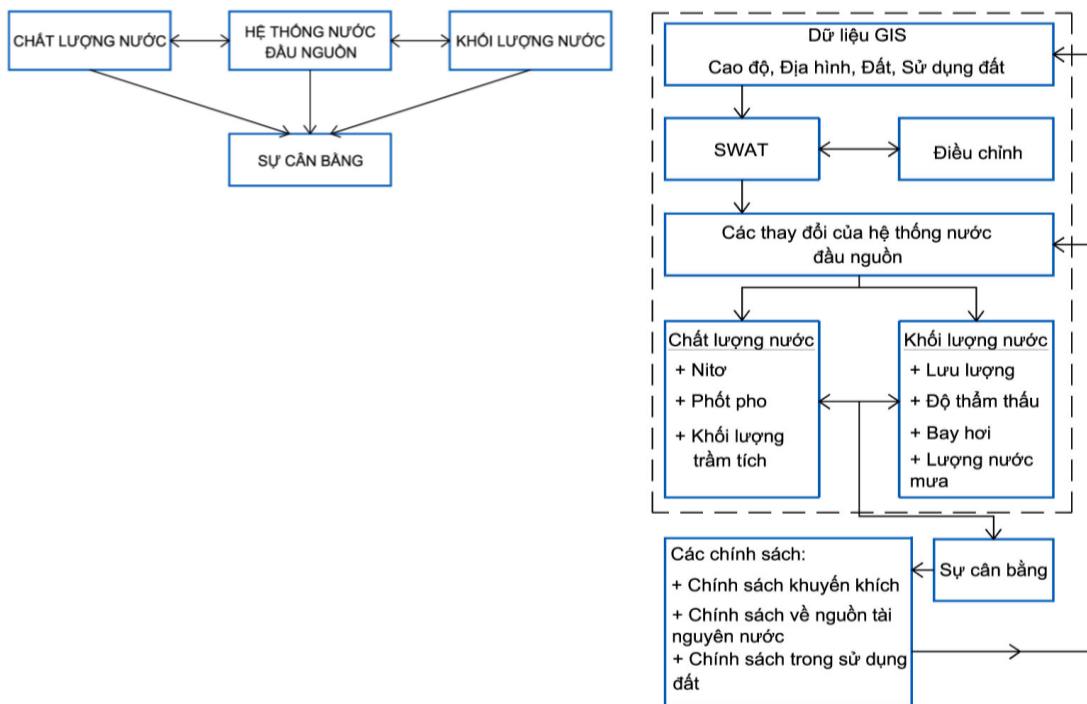 CHẤT LƯỢNG NƯỚC
HỆ THỐNG NƯỚC
ĐẦU NGUỒN
KHỐI LƯỢNG NƯỚC
SỰ CÂN BẰNG
Dữ liệu GIS
Cao độ, Địa hình, Đất, Sử dụng đất
SWAT
Điều chỉnh
Các thay đổi của hệ thống nước
đầu nguồn
Chất lượng nước
+ Nitơ
+ Phốt pho
+ Khối lượng
trầm tích
Khối lượng nước
+ Lưu lượng
+ Độ thẩm thấu
+ Bay hơi
+ Lượng nước
mưa
Sự cân bằng
Các chính sách:
+ Chính sách khuyến khích
+ Chính sách về nguồn tài
nguyên nước
+ Chính sách trong sử dụng
đất